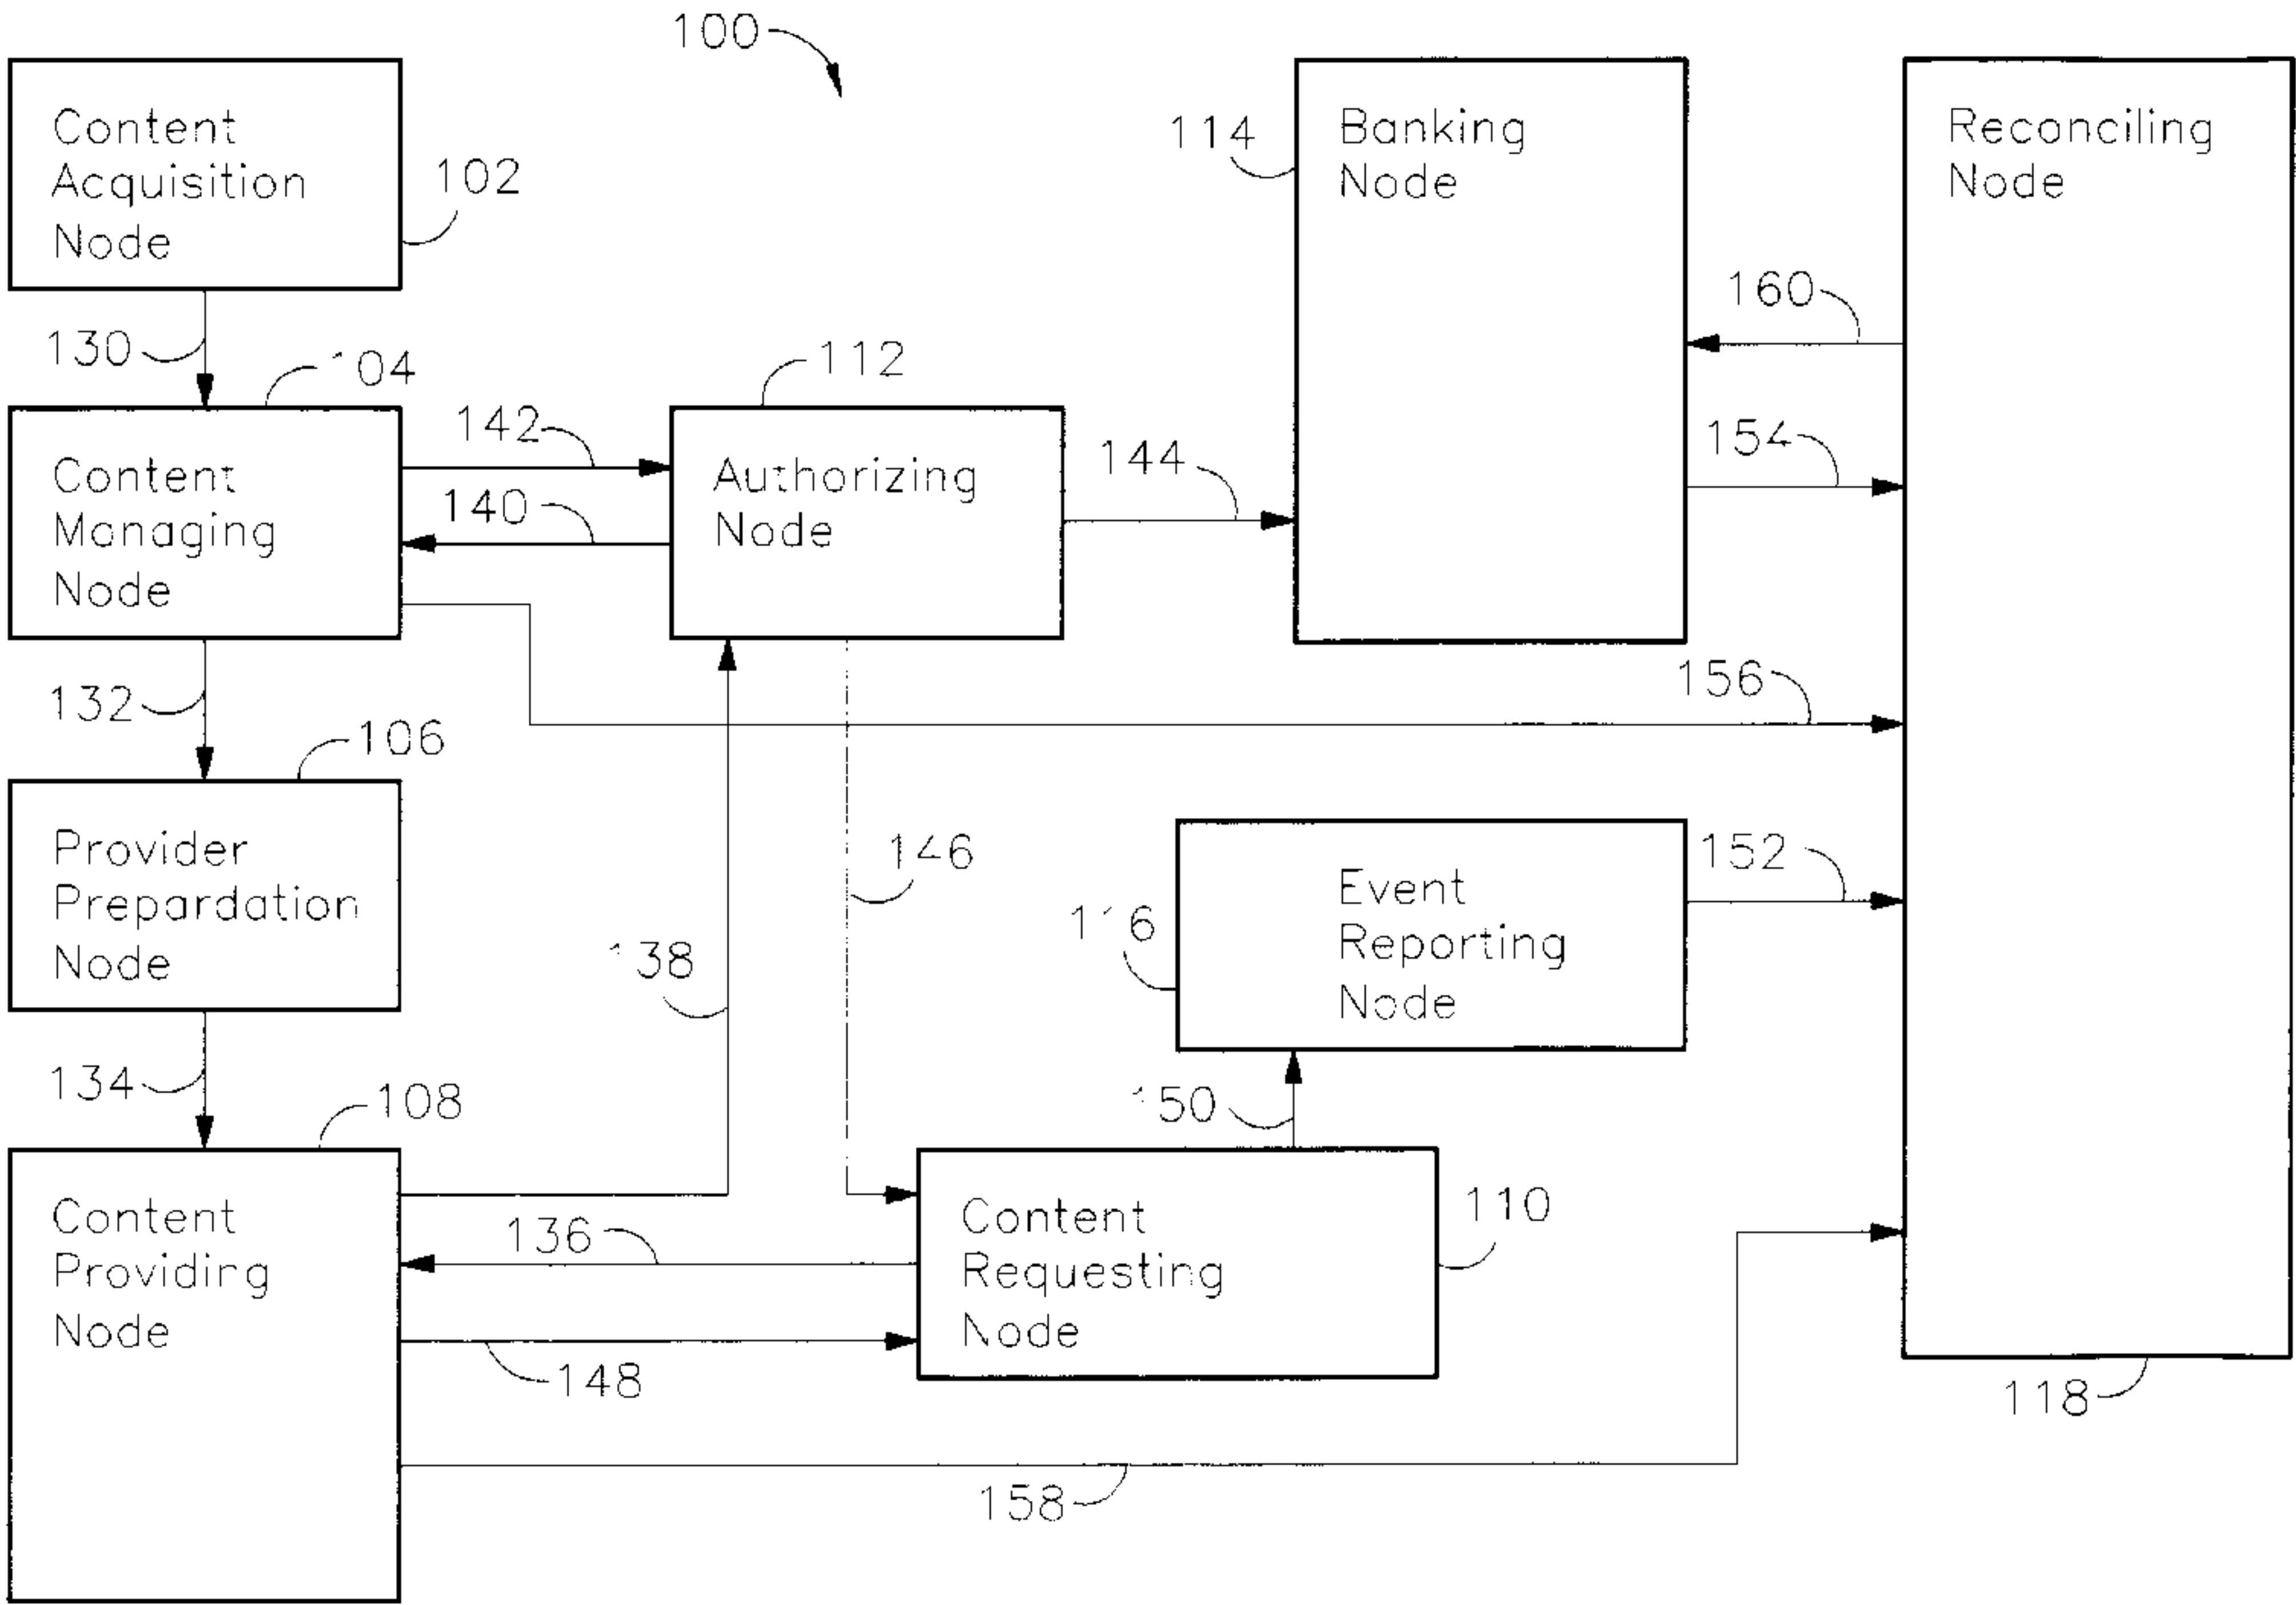 100
Content
Acquisition
Node
102
114
Banking
Node
Reconciling
Node
130
160
104
112
142
Content
Managing
Node
140
Authorizing
Node
144
154
132
156
106
Provider
Prepardation
Node
138
146
116
Event
Reporting
Node
152
134
108
150
Content
Providing
Node
136
148
Content
Requesting
Node
110
158
118